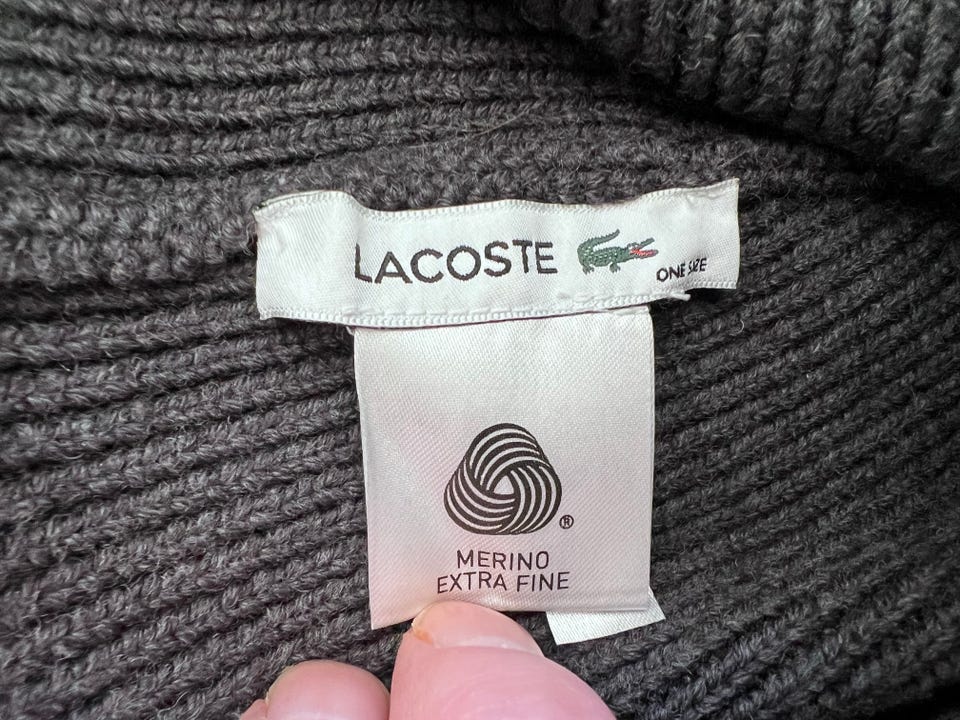 LACOSTE
ONE SIZE
®
MERINO
EXTRA FINE